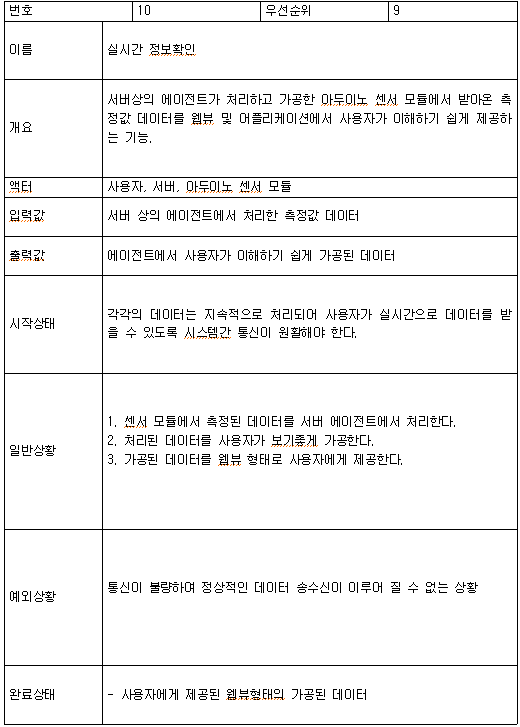 번호 10 우선순위 9
이름 실시간 정보확인
개요 서버상의 에이전트가 처리하고 가공한 아두이노 센서 모듈에서 받아온 측
정값 데이터를 웹뷰 및 어플리케이션에서 사용자가 이해하기 쉽게 제공하
는 기능.
액터 사용자, 서버, 아두이노 센서 모듈
입력값 서버 상의 에이전트에서 처리한 측정값 데이터
출력값 에이전트에서 사용자가 이해하기 쉽게 가공된 데이터
시작상태 각각의 데이터는 지속적으로 처리되며 사용자가 실시간으로 데이터를 받
을 수 있도록 시스템간 통신이 원활해야 한다.
일반상황 1. 센서 모듈에서 측정된 데이터를 서버 에이전트에서 처리한다.
2. 처리된 데이터를 사용자가 보기좋게 가공한다.
3. 가공된 데이터를 웹뷰 형태로 사용자에게 제공한다.
예외상황 통신이 불량하여 정상적인 데이터 송수신이 이루어 질 수 없는 상황
완료상태 - 사용자에게 제공된 웹뷰형태의 가공된 데이터